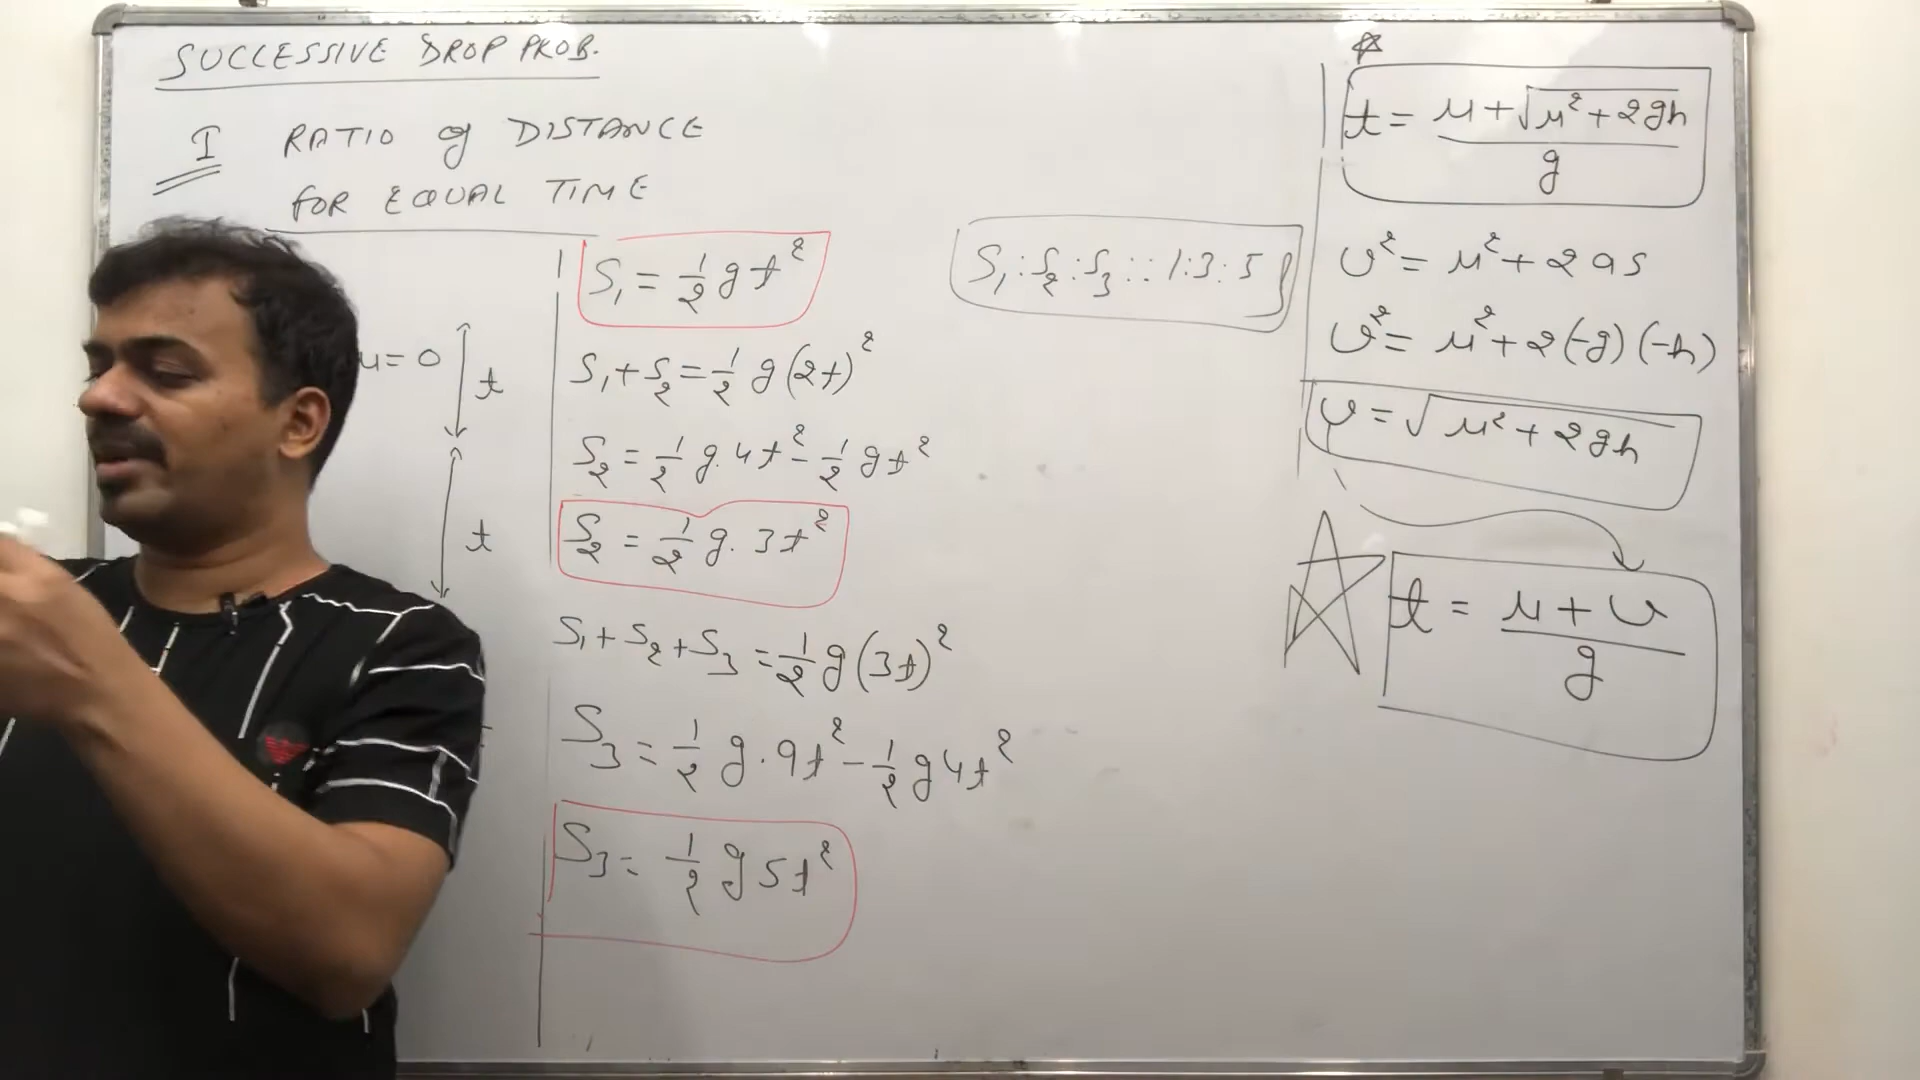 SUCCESSIVE DROP PROB.
I RATIO of DISTANCE
FOR EQUAL TIME
u = 0
t
t
S₁ = 1/2 g t²
S₁ + S₂ = 1/2 g (2t)²
S₂ = 1/2 g. 4t² - 1/2 g t²
S₂ = 1/2 g. 3t²
S₁ + S₂ + S₃ = 1/2 g (3t)²
S₃ = 1/2 g. 9t² - 1/2 g 4t²
S₃ = 1/2 g 5t²
S₁ : S₂ : S₃ :: 1 : 3 : 5
t = (u + √(u² + 2gh)) / g
v² = u² + 2as
v² = u² + 2(-g)(-h)
v = √(u² + 2gh)
t = (u + v) / g